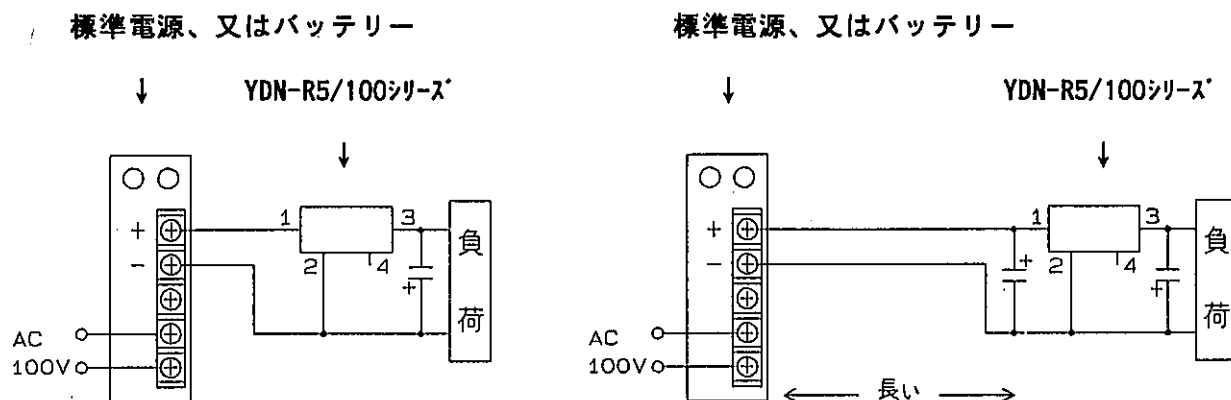 標準電源、又はバッテリー
YDN-R5/100ｼﾘｰｽﾞ
+
-
1
3
2
4
+
負
荷
AC
100V
標準電源、又はバッテリー
YDN-R5/100ｼﾘｰｽﾞ
+
-
+
1
3
2
4
+
負
荷
AC
100V
長い